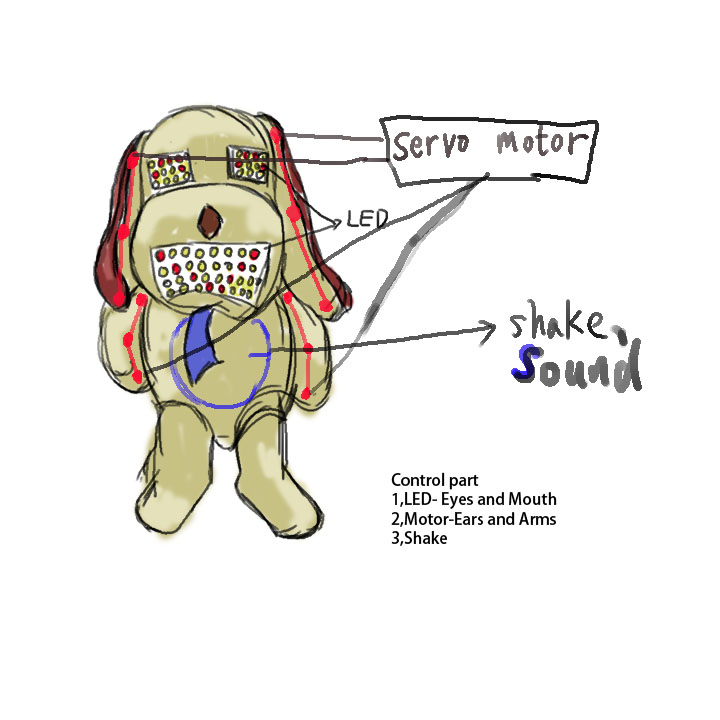 servo motor
LED
shake,
Sound
Control part
1,LED- Eyes and Mouth
2,Motor-Ears and Arms
3,Shake